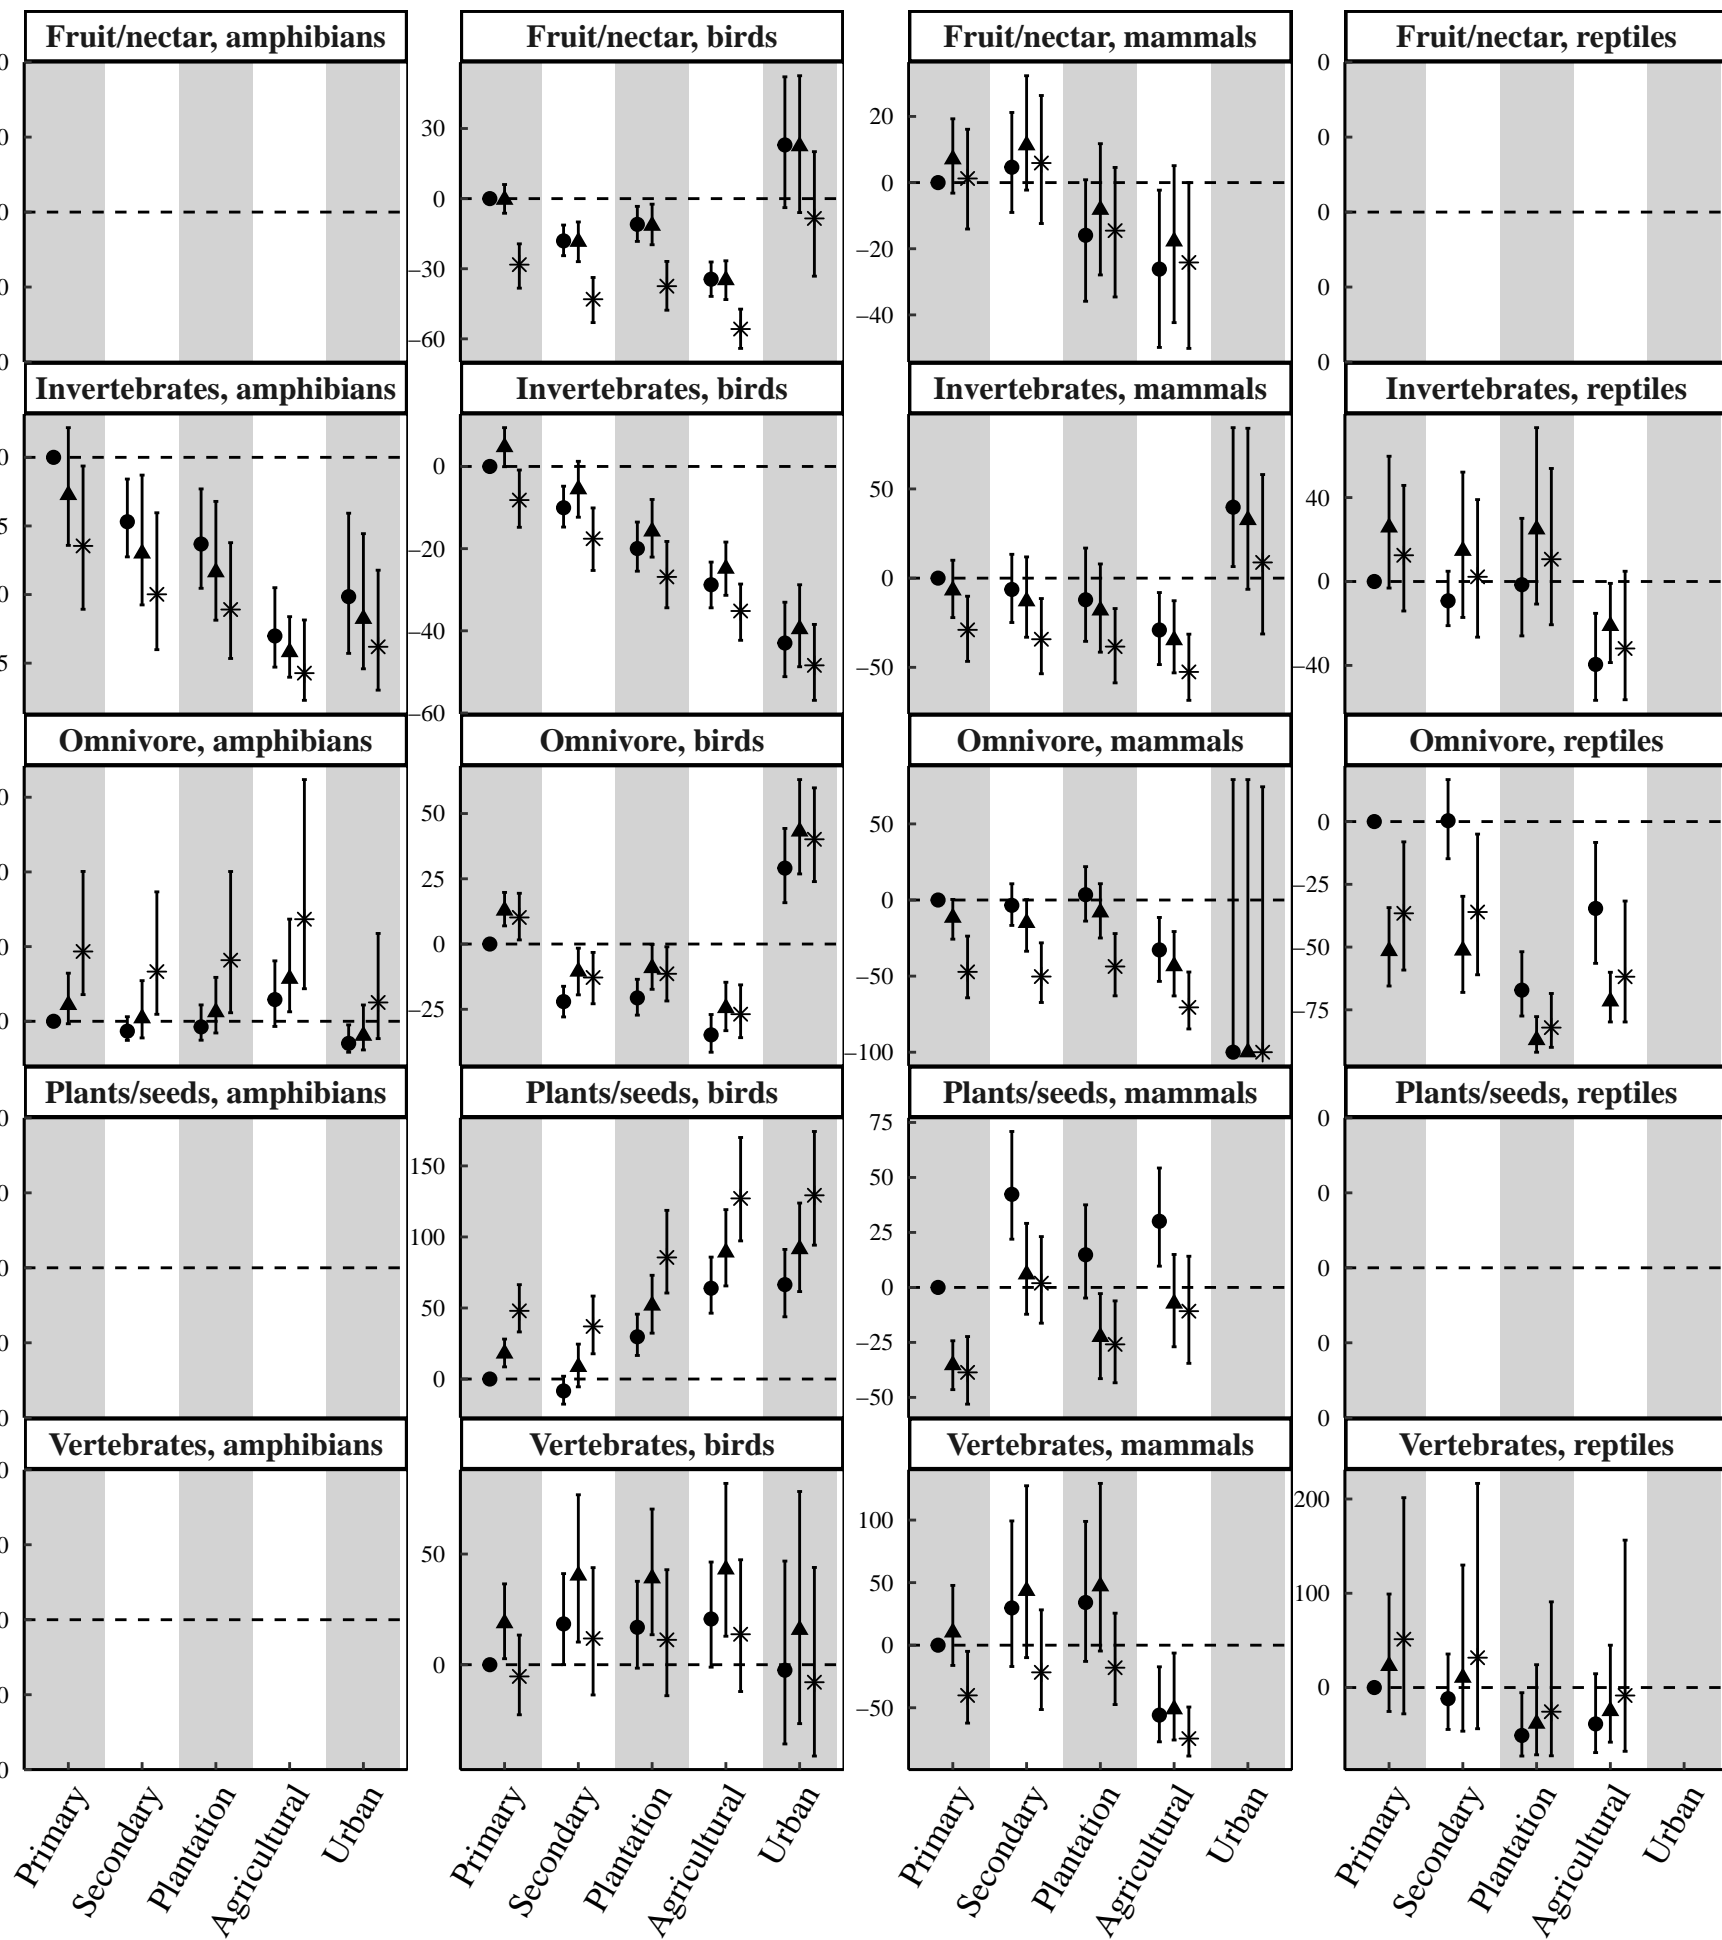 Fruit/nectar, amphibians Fruit/nectar, birds Fruit/nectar, mammals Fruit/nectar, reptiles
0 30 0 –30 –60
20 0 –20 –40
0 0 0 0 0
Invertebrates, amphibians Invertebrates, birds Invertebrates, mammals Invertebrates, reptiles
0 –20 –40 –60
50 0 –50
40 0 –40
Omnivore, amphibians Omnivore, birds Omnivore, mammals Omnivore, reptiles
50 25 0 –25
50 0 –50 –100
0 –25 –50 –75
Plants/seeds, amphibians Plants/seeds, birds Plants/seeds, mammals Plants/seeds, reptiles
150 100 50 0
75 50 25 0 –25 –50
0 0 0 0 0
Vertebrates, amphibians Vertebrates, birds Vertebrates, mammals Vertebrates, reptiles
50 0
100 50 0 –50
200 100 0
Primary Secondary Plantation Agricultural Urban
Primary Secondary Plantation Agricultural Urban
Primary Secondary Plantation Agricultural Urban
Primary Secondary Plantation Agricultural Urban